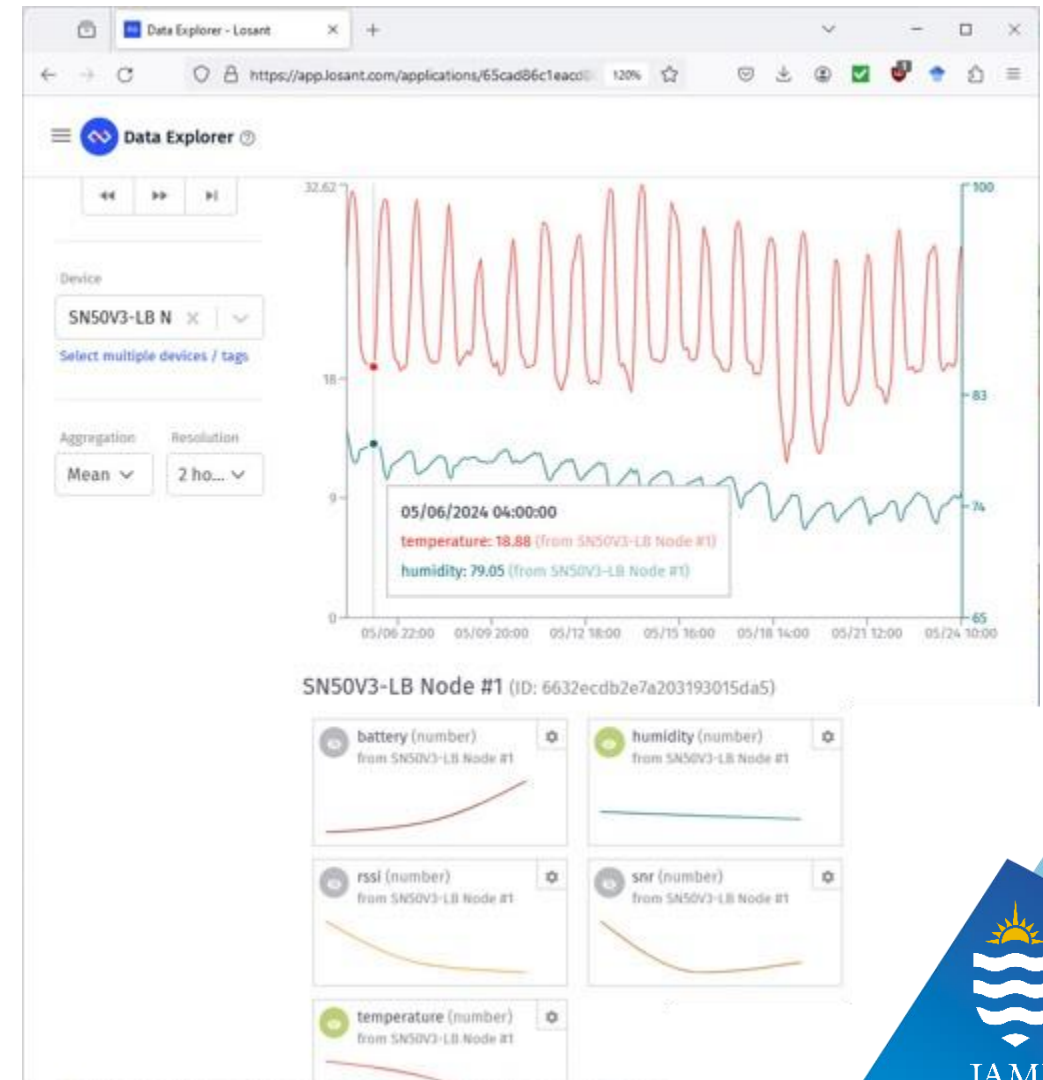 Data Explorer - Losant
https://app.losant.com/applications/65cad86c1eacd 120%
Data Explorer
Device
SN50V3-LB N
Select multiple devices / tags
Aggregation Resolution
Mean 2 ho...
32.62
18
9
0
100
83
74
65
05/06/2024 04:00:00
temperature: 18.88 (from SN50V3-LB Node #1)
humidity: 79.05 (from SN50V3-LB Node #1)
05/06 22:00 05/09 20:00 05/12 18:00 05/15 16:00 05/18 14:00 05/21 12:00 05/24 10:00
SN50V3-LB Node #1 (ID: 6632ecdb2e7a203193015da5)
battery (number)
from SN50V3-LB Node #1
humidity (number)
from SN50V3-LB Node #1
rssi (number)
from SN50V3-LB Node #1
snr (number)
from SN50V3-LB Node #1
temperature (number)
from SN50V3-LB Node #1